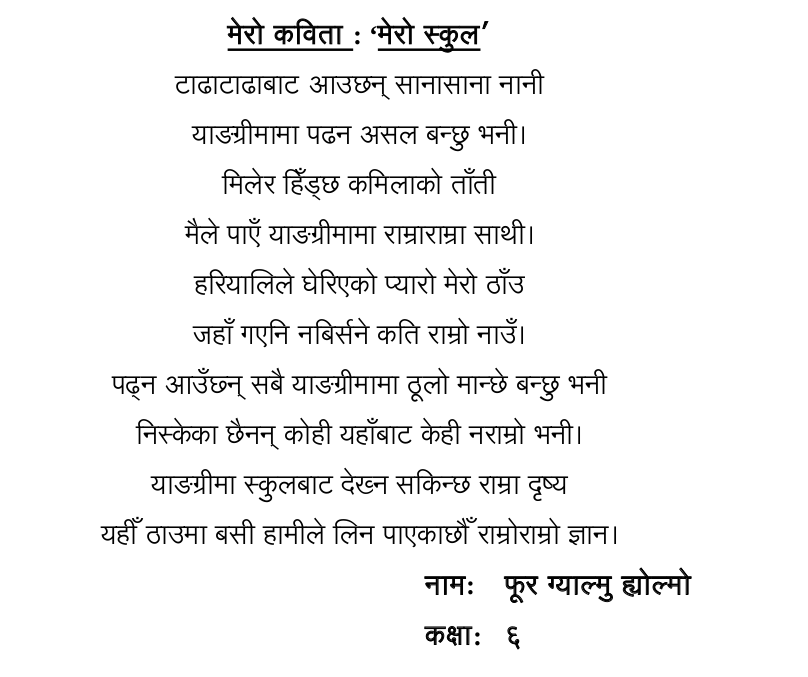 मेरो कविता : ‘मेरो स्कुल’
टाढाटाढाबाट आउछन् सानासाना नानी
याङग्रीमामा पढन असल बन्छु भनी।
मिलेर हिँड्छ कमिलाको ताँती
मैले पाएँ याङग्रीमामा राम्राराम्रा साथी।
हरियालिले घेरिएको प्यारो मेरो ठाँउ
जहाँ गएनि नबिर्सने कति राम्रो नाउँ।
पढ्न आउँछन् सबै याङग्रीमामा ठूलो मान्छे बन्छु भनी
निस्केका छैनन् कोही यहाँबाट केही नराम्रो भनी।
याङग्रीमा स्कुलबाट देख्न सकिन्छ राम्रा दृष्य
यहीँ ठाउमा बसी हामीले लिन पाएकाछौँ राम्रोराम्रो ज्ञान।
नामः फूर ग्याल्मु ह्योल्मो
कक्षाः ६